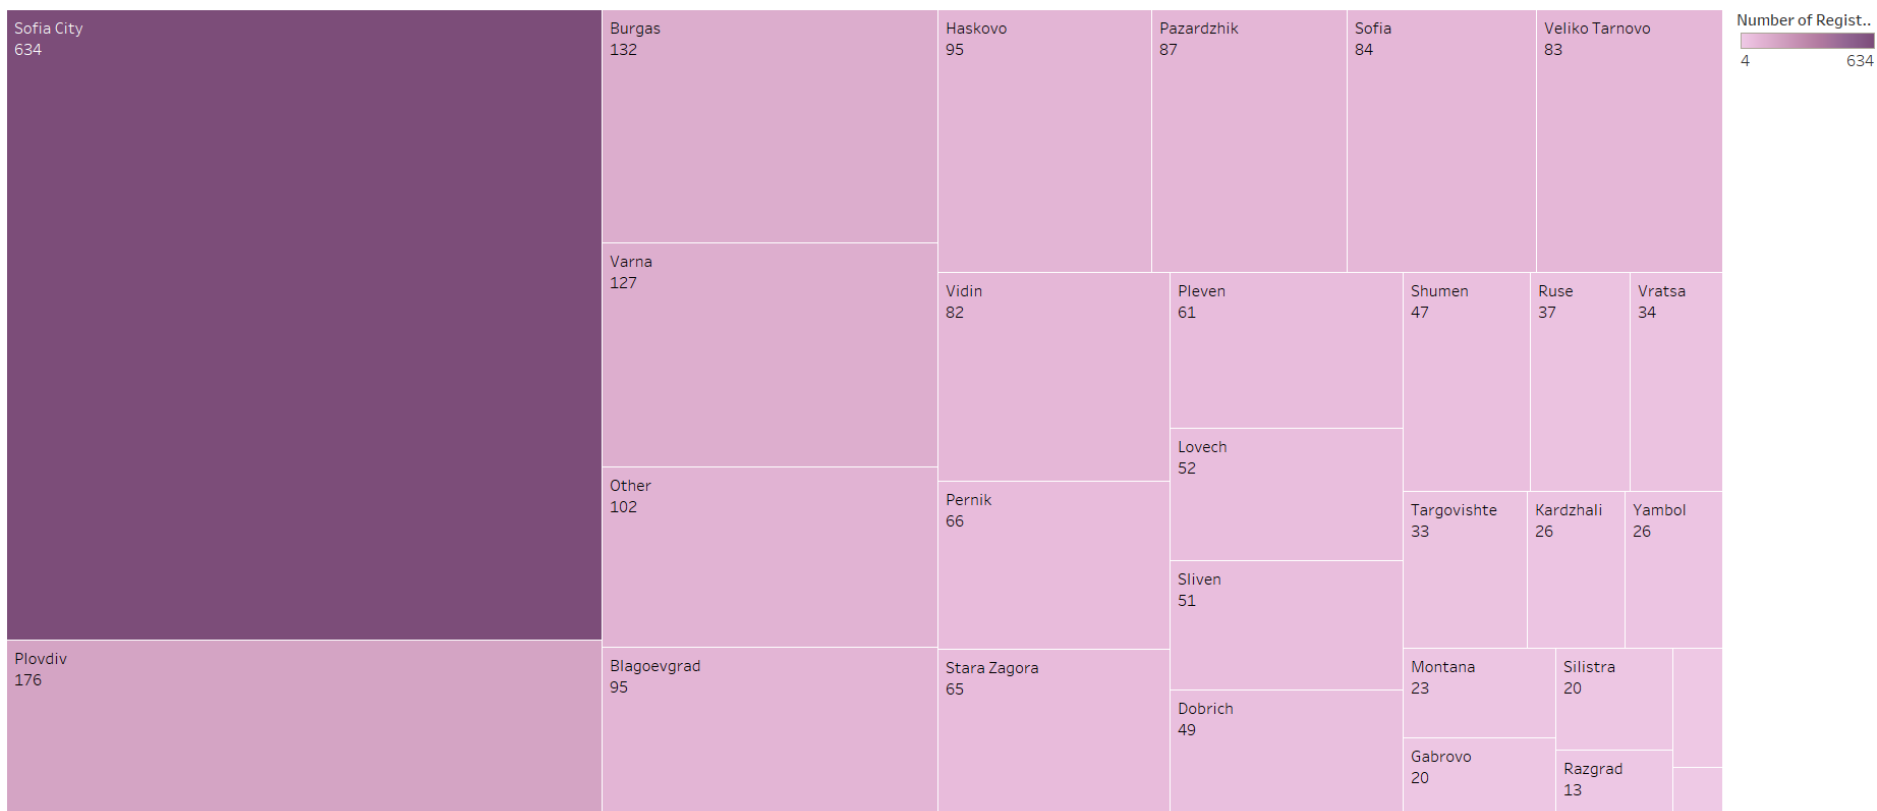 Sofia City
634
Plovdiv
176
Burgas
132
Varna
127
Other
102
Blagoevgrad
95
Haskovo
95
Pazardzhik
87
Sofia
84
Veliko Tarnovo
83
Vidin
82
Pernik
66
Stara Zagora
65
Pleven
61
Lovech
52
Sliven
51
Dobrich
49
Shumen
47
Ruse
37
Vratsa
34
Targovishte
33
Kardzhali
26
Yambol
26
Montana
23
Gabrovo
20
Silistra
20
Razgrad
13
Number of Regist..
4 634